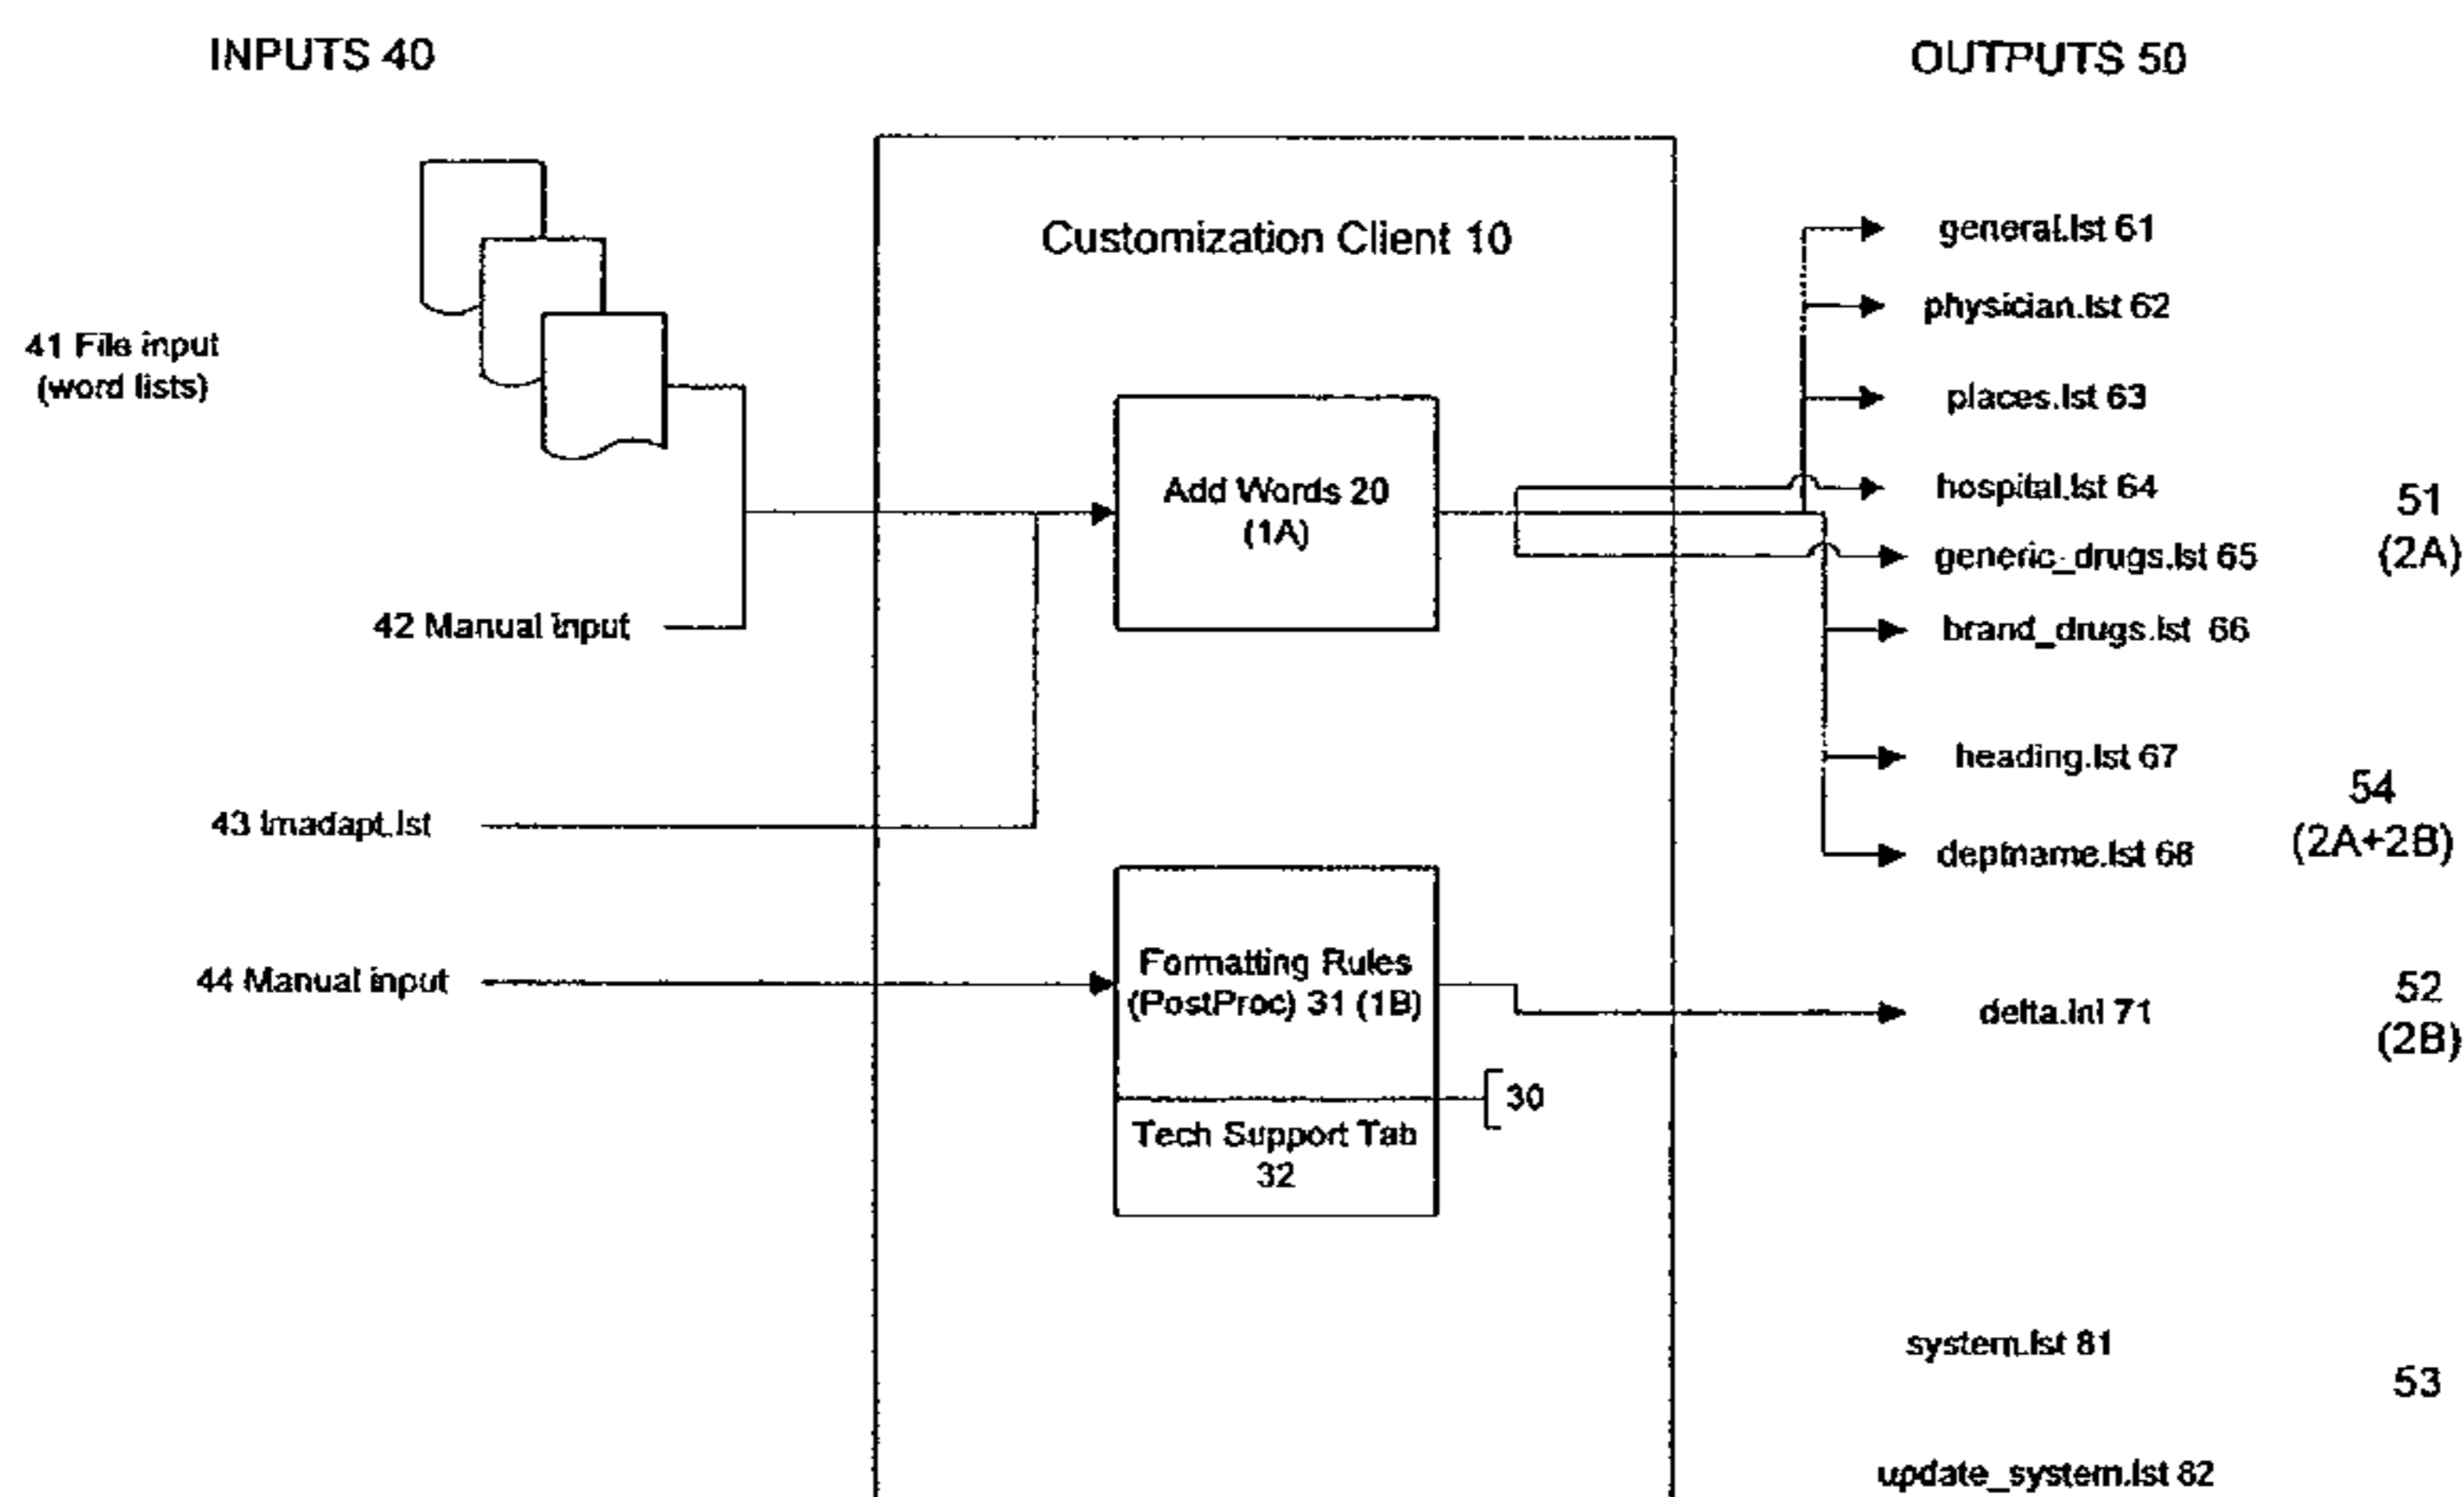 INPUTS 40
OUTPUTS 50
Customization Client 10
41 File input
(word lists)
42 Manual input
43 lmadapt.lst
44 Manual input
Add Words 20
(1A)
Formatting Rules
(PostProc) 31 (1B)
30
Tech Support Tab
32
general.lst 61
physician.lst 62
places.lst 63
hospital.lst 64
generic_drugs.lst 65
brand_drugs.lst 66
heading.lst 67
deptname.lst 68
delta.ini 71
system.lst 81
update_system.lst 82
51
(2A)
54
(2A+2B)
52
(2B)
53